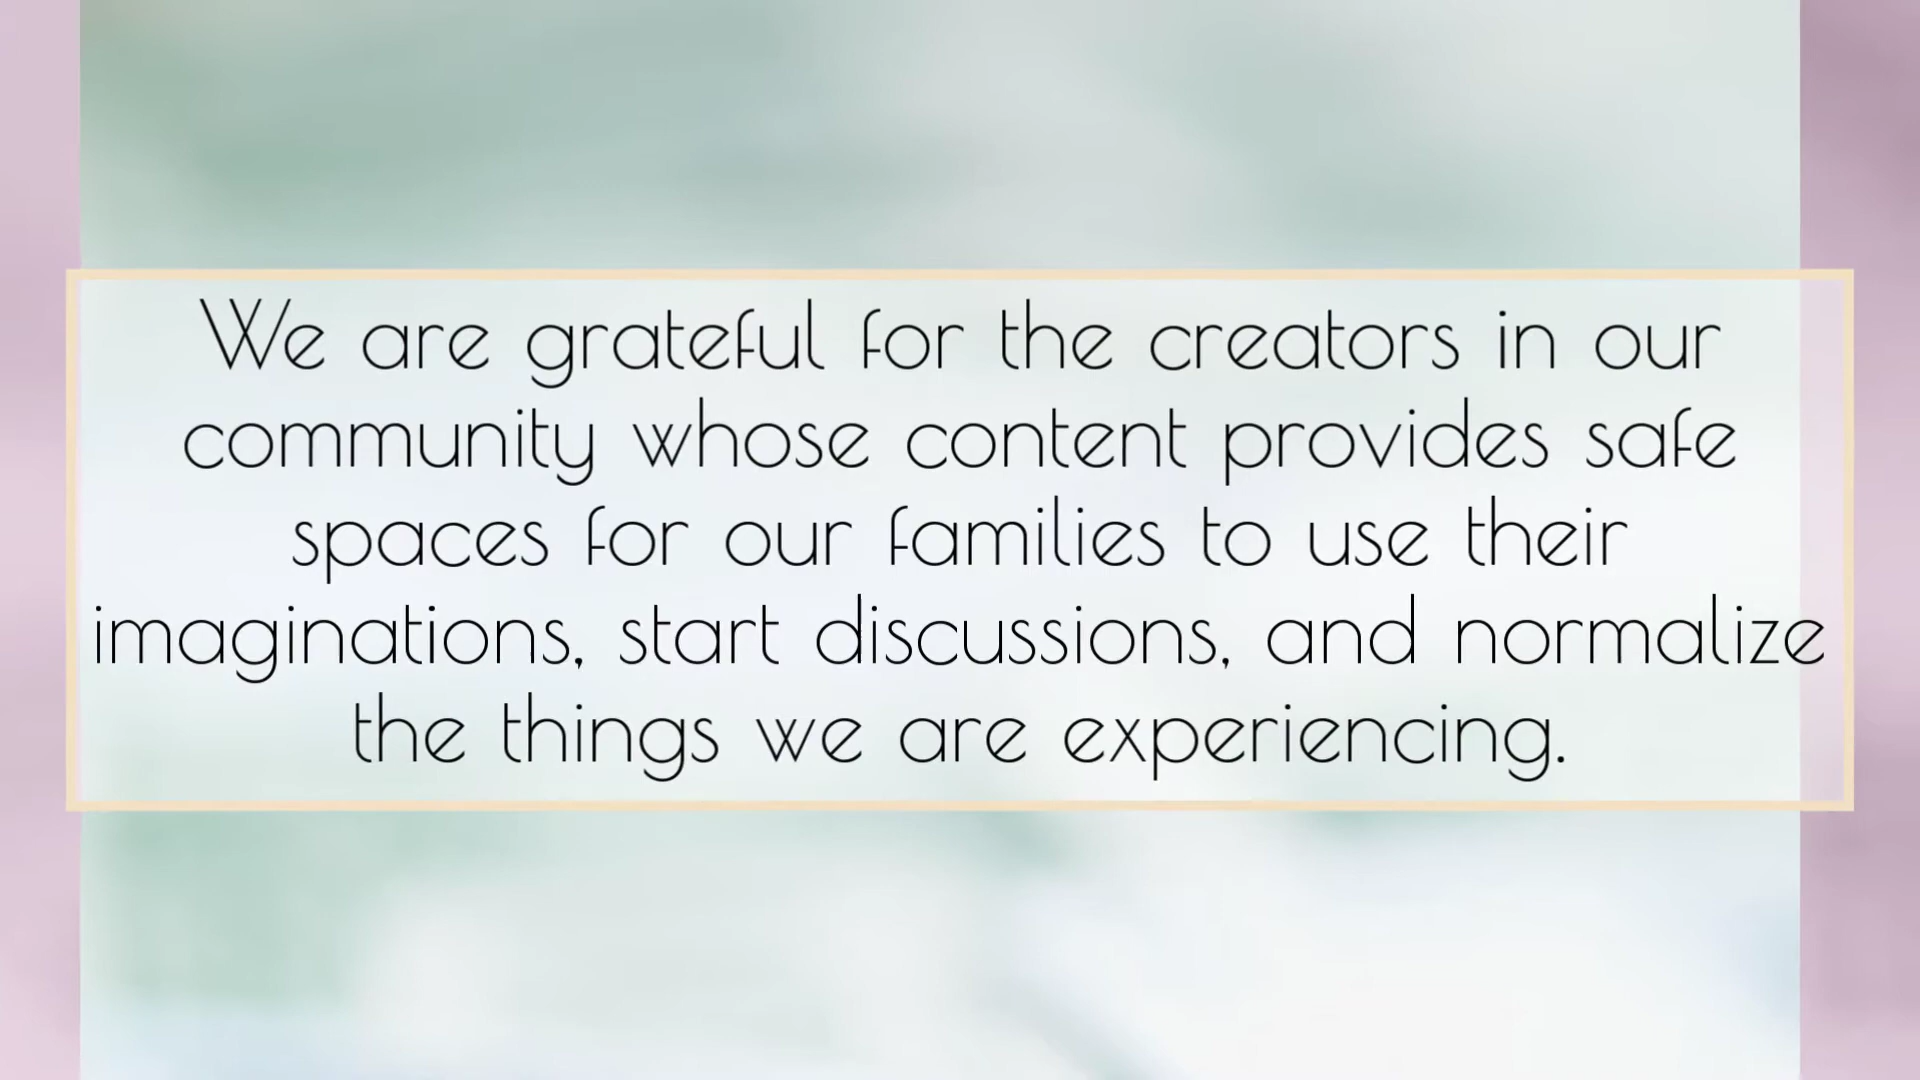 We are grateful for the creators in our
community whose content provides safe
spaces for our families to use their
imaginations, start discussions, and normalize
the things we are experiencing.